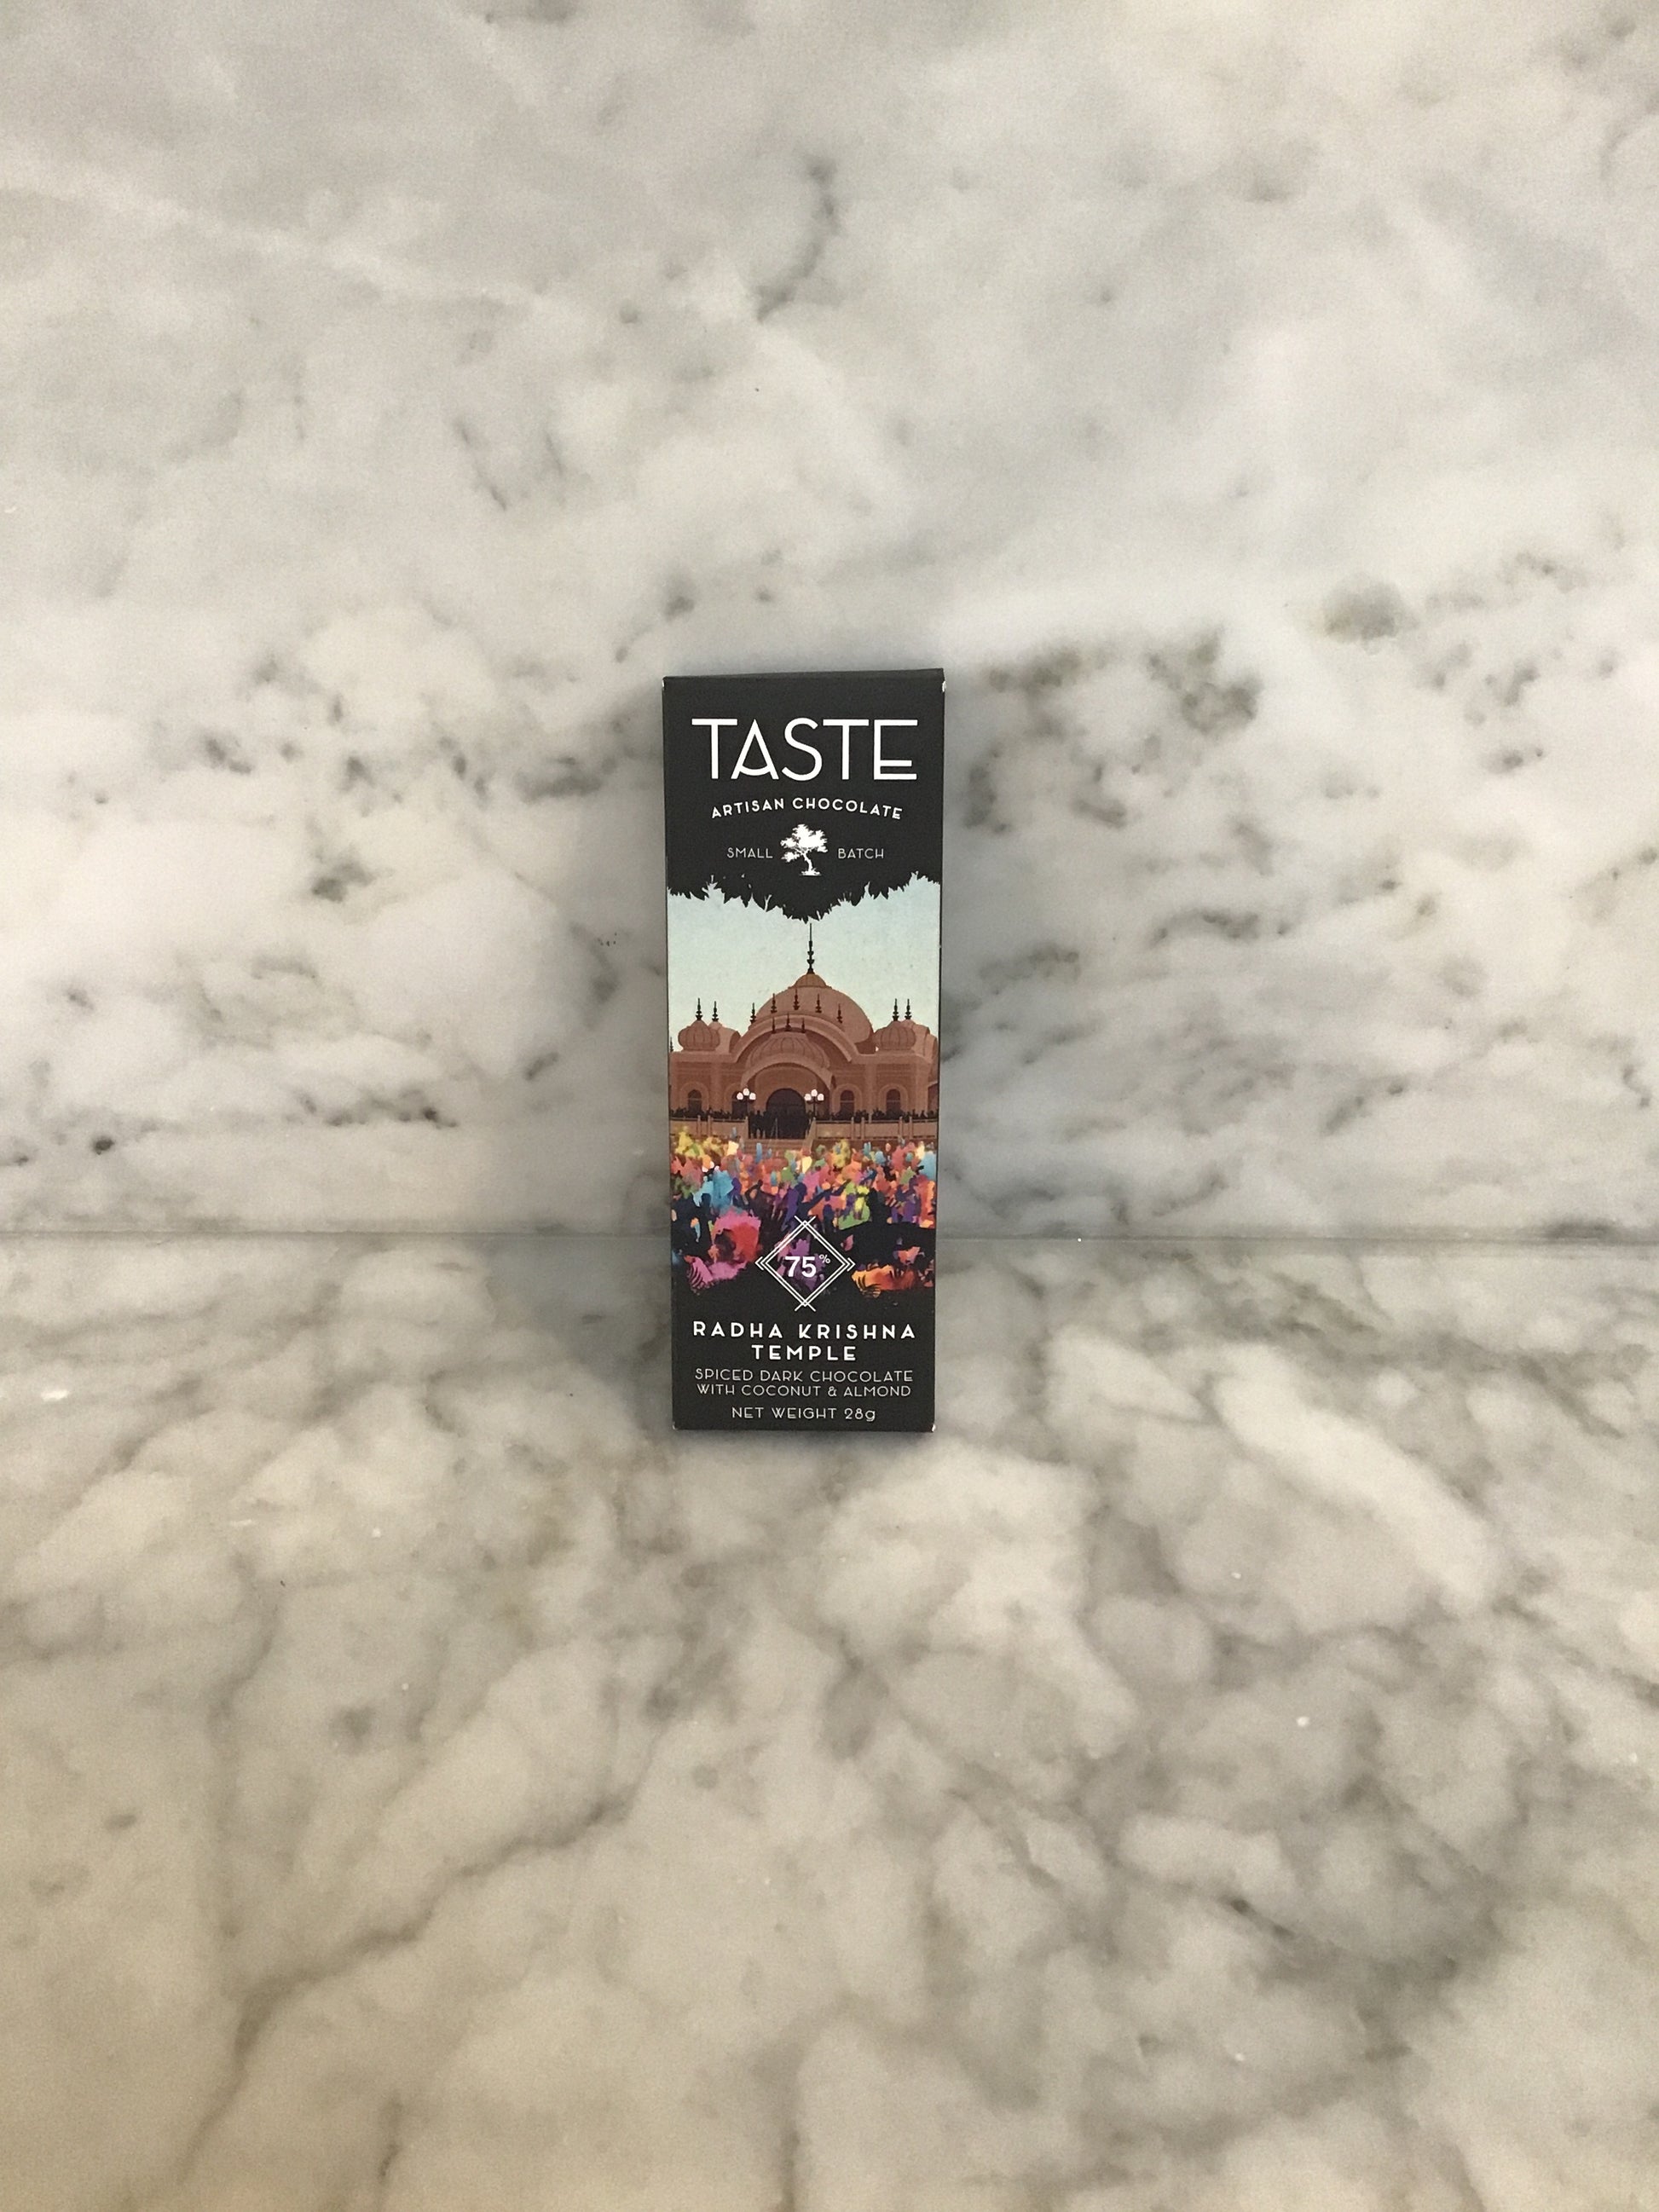 TASTE
ARTISAN CHOCOLATE
SMALL BATCH
75%
RADHA KRISHNA
TEMPLE
SPICED DARK CHOCOLATE
WITH COCONUT & ALMOND
NET WEIGHT 28g